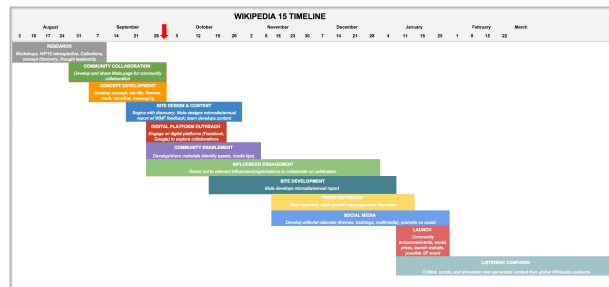 WIKIPEDIA 15 TIMELINE
August September October November December January February March
3 10 17 24 31 7 14 21 28 5 12 19 26 2 9 16 23 30 7 14 21 28 4 11 18 25 1 8 15 22
RESEARCH
Workshops, WP10 retrospective, Collections,
concept discovery, thought leadership
COMMUNITY COLLABORATION
Develop and share Meta page for community
collaboration
CONCEPT DEVELOPMENT
Develop concept, identity, themes,
mark, narrative, messaging
SITE DESIGN & CONTENT
Begins with discovery. Mule designs microsite/annual
report w/ WMF feedback; team develops content
DIGITAL PLATFORM OUTREACH
Engage w/ digital platforms (Facebook,
Google) to explore collaborations
COMMUNITY ENABLEMENT
Develop/share materials (identity assets, media tips)
INFLUENCER ENGAGEMENT
Reach out to relevant influencers/organizations to collaborate on celebration
SITE DEVELOPMENT
Mule develops microsite/annual report
PRESS OUTREACH
Pitch reporters, seed specific messages and interviews
SOCIAL MEDIA
Develop editorial calendar (themes, hashtags, multimedia), promote on social
LAUNCH
Community
announcements, social,
press, launch website,
possible SF event
LISTENING CAMPAIGN
Collect, curate, and showcase user-generated content from global Wikipedia audience